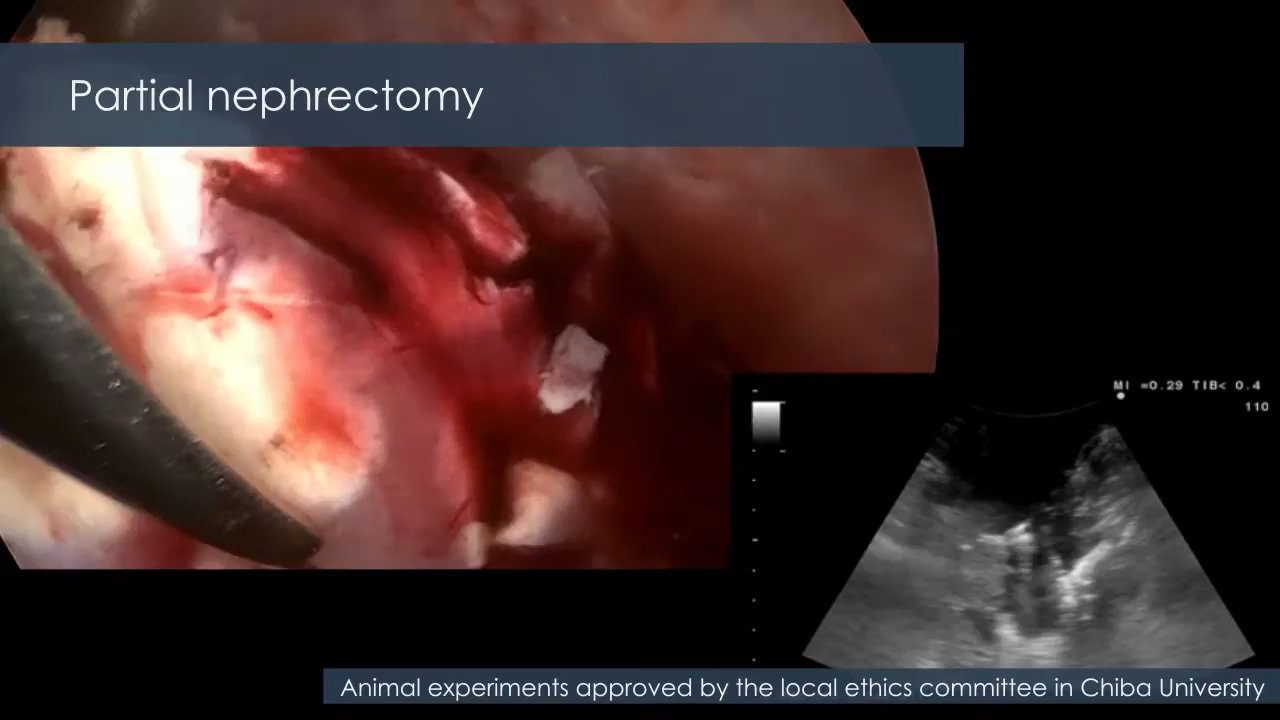 Partial nephrectomy
MI =0.29 TIB< 0.4
110
Animal experiments approved by the local ethics committee in Chiba University